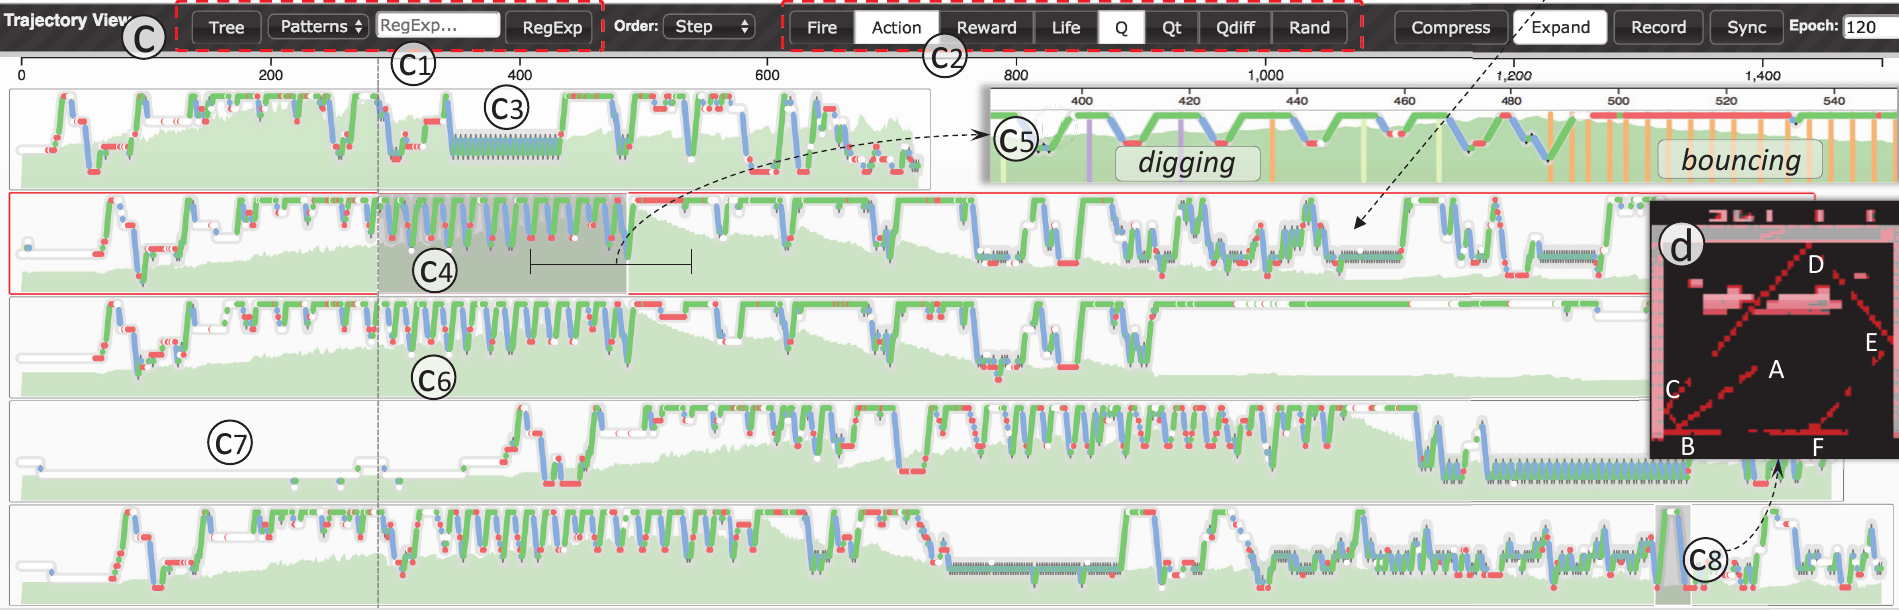 Trajectory View
c
Tree Patterns RegExp... RegExp Order: Step Fire Action Reward Life Q Qt Qdiff Rand Compress Expand Record Sync Epoch: 120
c1
c2
0 200 400 600 800 1,000 1,200 1,400
c3
400 420 440 460 480 500 520 540
c5
digging
bouncing
c4
d
D
E
A
C
B
F
c6
c7
c8